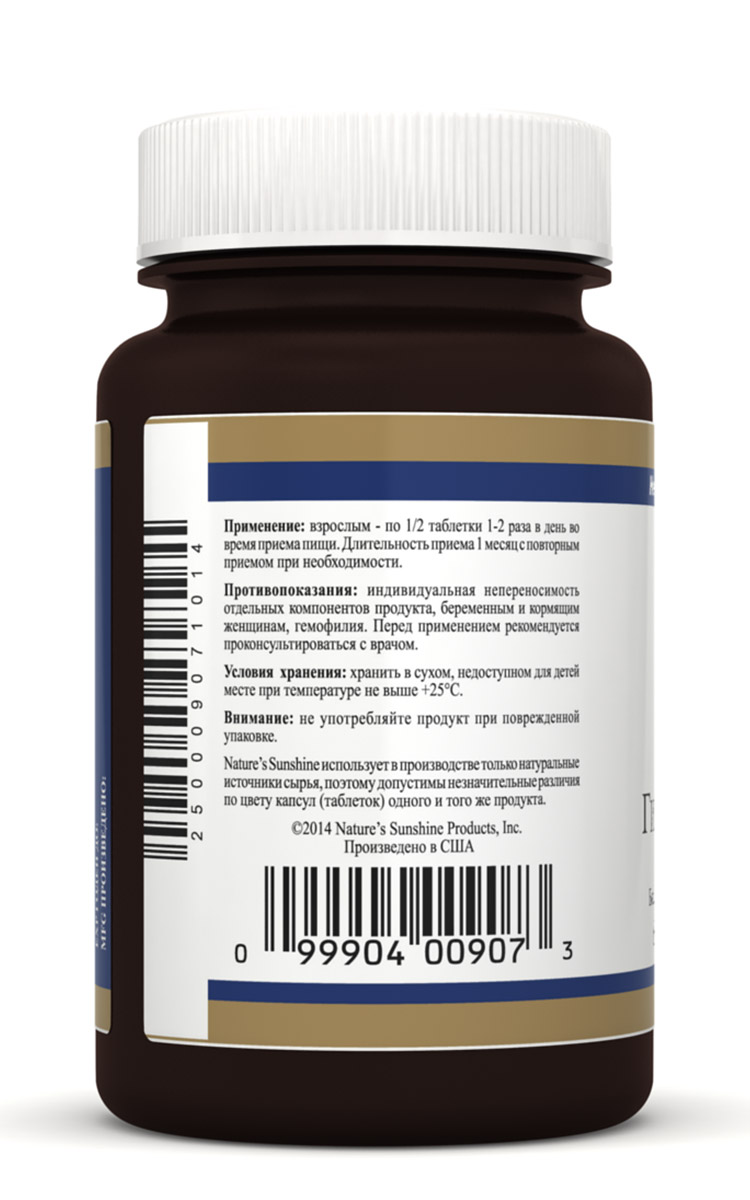 Применение: взрослым - по 1/2 таблетки 1-2 раза в день во
время приема пищи. Длительность приема 1 месяц с повторным
приемом при необходимости.
Противопоказания: индивидуальная непереносимость
отдельных компонентов продукта, беременным и кормящим
женщинам, гемофилия. Перед применением рекомендуется
проконсультироваться с врачом.
Условия хранения: хранить в сухом, недоступном для детей
месте при температуре не выше +25°С.
Внимание: не употребляйте продукт при поврежденной
упаковке.
Nature's Sunshine использует в производстве только натуральные
источники сырья, поэтому допустимы незначительные различия
по цвету капсул (таблеток) одного и того же продукта.
©2014 Nature's Sunshine Products, Inc.
Произведено в США
0 99904 00907 3
250009071014
MFG ПРОИЗВЕДЕНО: